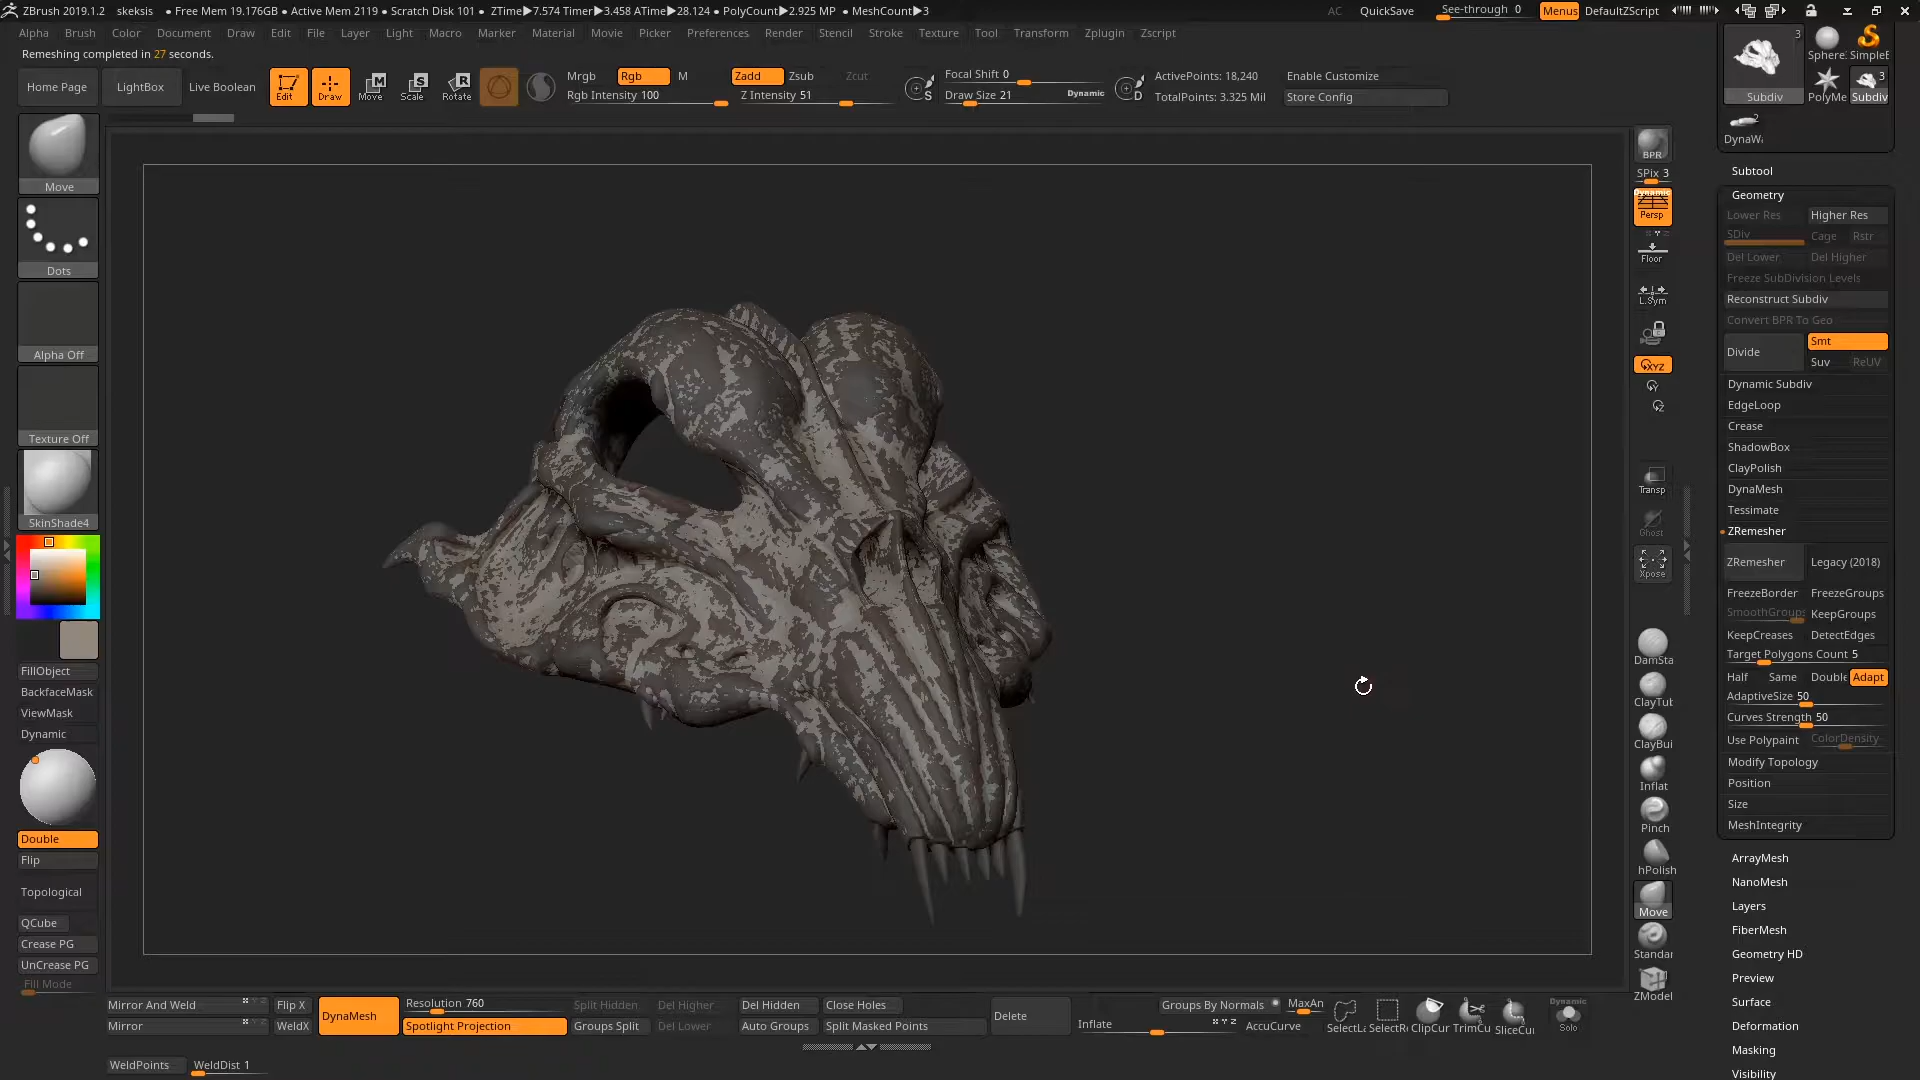 ZBrush 2019.1.2 skeksis • Free Mem 19.176GB • Active Mem 2119 • Scratch Disk 101 • ZTime▶7.574 Timer▶3.458 ATime▶28.124 • PolyCount▶2.925 MP • MeshCount▶3 AC QuickSave See-through 0 Menus DefaultZScript
Alpha Brush Color Document Draw Edit File Layer Light Macro Marker Material Movie Picker Preferences Render Stencil Stroke Texture Tool Transform Zplugin Zscript
Remeshing completed in 27 seconds.
Home Page LightBox Live Boolean Edit Draw Move Scale Rotate
Mrgb Rgb M Zadd Zsub Zcut
Rgb Intensity 100 Z Intensity 51
S Focal Shift 0
Draw Size 21 Dynamic D
ActivePoints: 18,240 Enable Customize
TotalPoints: 3.325 Mil Store Config
Move
Dots
Alpha Off
Texture Off
SkinShade4
FillObject
BackfaceMask
ViewMask
Dynamic
Double
Flip
Topological
QCube
Crease PG
UnCrease PG
Fill Mode
BPR
SPix 3
Dynamic
Persp
Floor
L.Sym
XYZ
Y
Z
Transp
Ghost
Xpose
DamSta
ClayTub
ClayBui
Inflat
Pinch
hPolish
Move
Standar
ZModel
3
Subdiv
Sphere
SimpleB
PolyMe
3
Subdiv
2
DynaWa
Subtool
Geometry
Lower Res Higher Res
SDiv Cage Rstr
Del Lower Del Higher
Freeze SubDivision Levels
Reconstruct Subdiv
Convert BPR To Geo
Divide Smt
Suv ReUV
Dynamic Subdiv
EdgeLoop
Crease
ShadowBox
ClayPolish
DynaMesh
Tessimate
ZRemesher
ZRemesher Legacy (2018)
FreezeBorder FreezeGroups
SmoothGroups KeepGroups
KeepCreases DetectEdges
Target Polygons Count 5
Half Same Double Adapt
AdaptiveSize 50
Curves Strength 50
Use Polypaint ColorDensity
Modify Topology
Position
Size
MeshIntegrity
ArrayMesh
NanoMesh
Layers
FiberMesh
Geometry HD
Preview
Surface
Deformation
Masking
Visibility
Mirror And Weld Flip X DynaMesh Resolution 760 Split Hidden Del Higher Del Hidden Close Holes Delete Groups By Normals MaxAn
Mirror WeldX Spotlight Projection Groups Split Del Lower Auto Groups Split Masked Points Inflate AccuCurve SelectLa SelectRe ClipCur TrimCu SliceCui Dynamic Solo
WeldPoints WeldDist 1